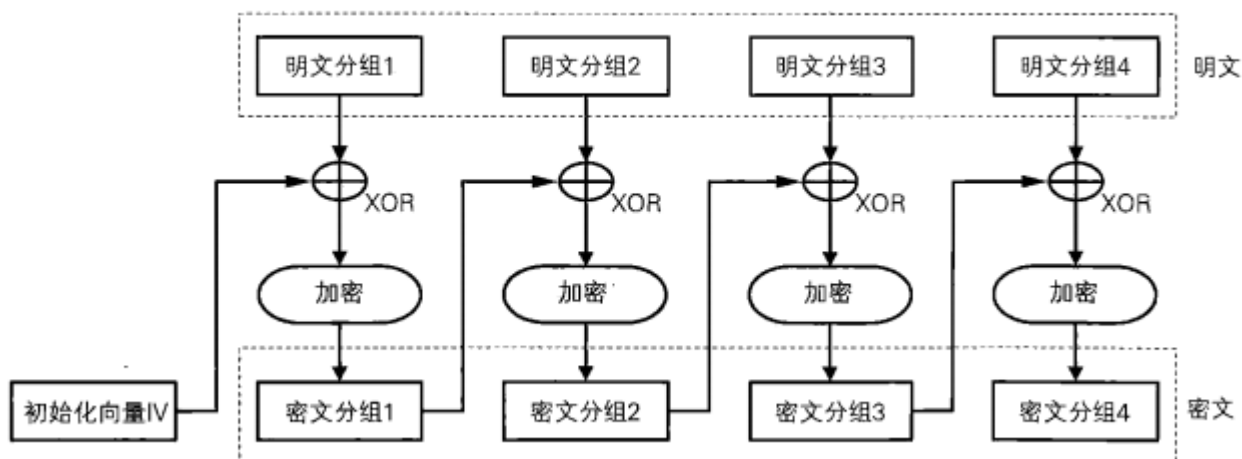 明文分组1
明文分组2
明文分组3
明文分组4
明文
XOR
XOR
XOR
XOR
加密
加密
加密
加密
初始化向量IV
密文分组1
密文分组2
密文分组3
密文分组4
密文